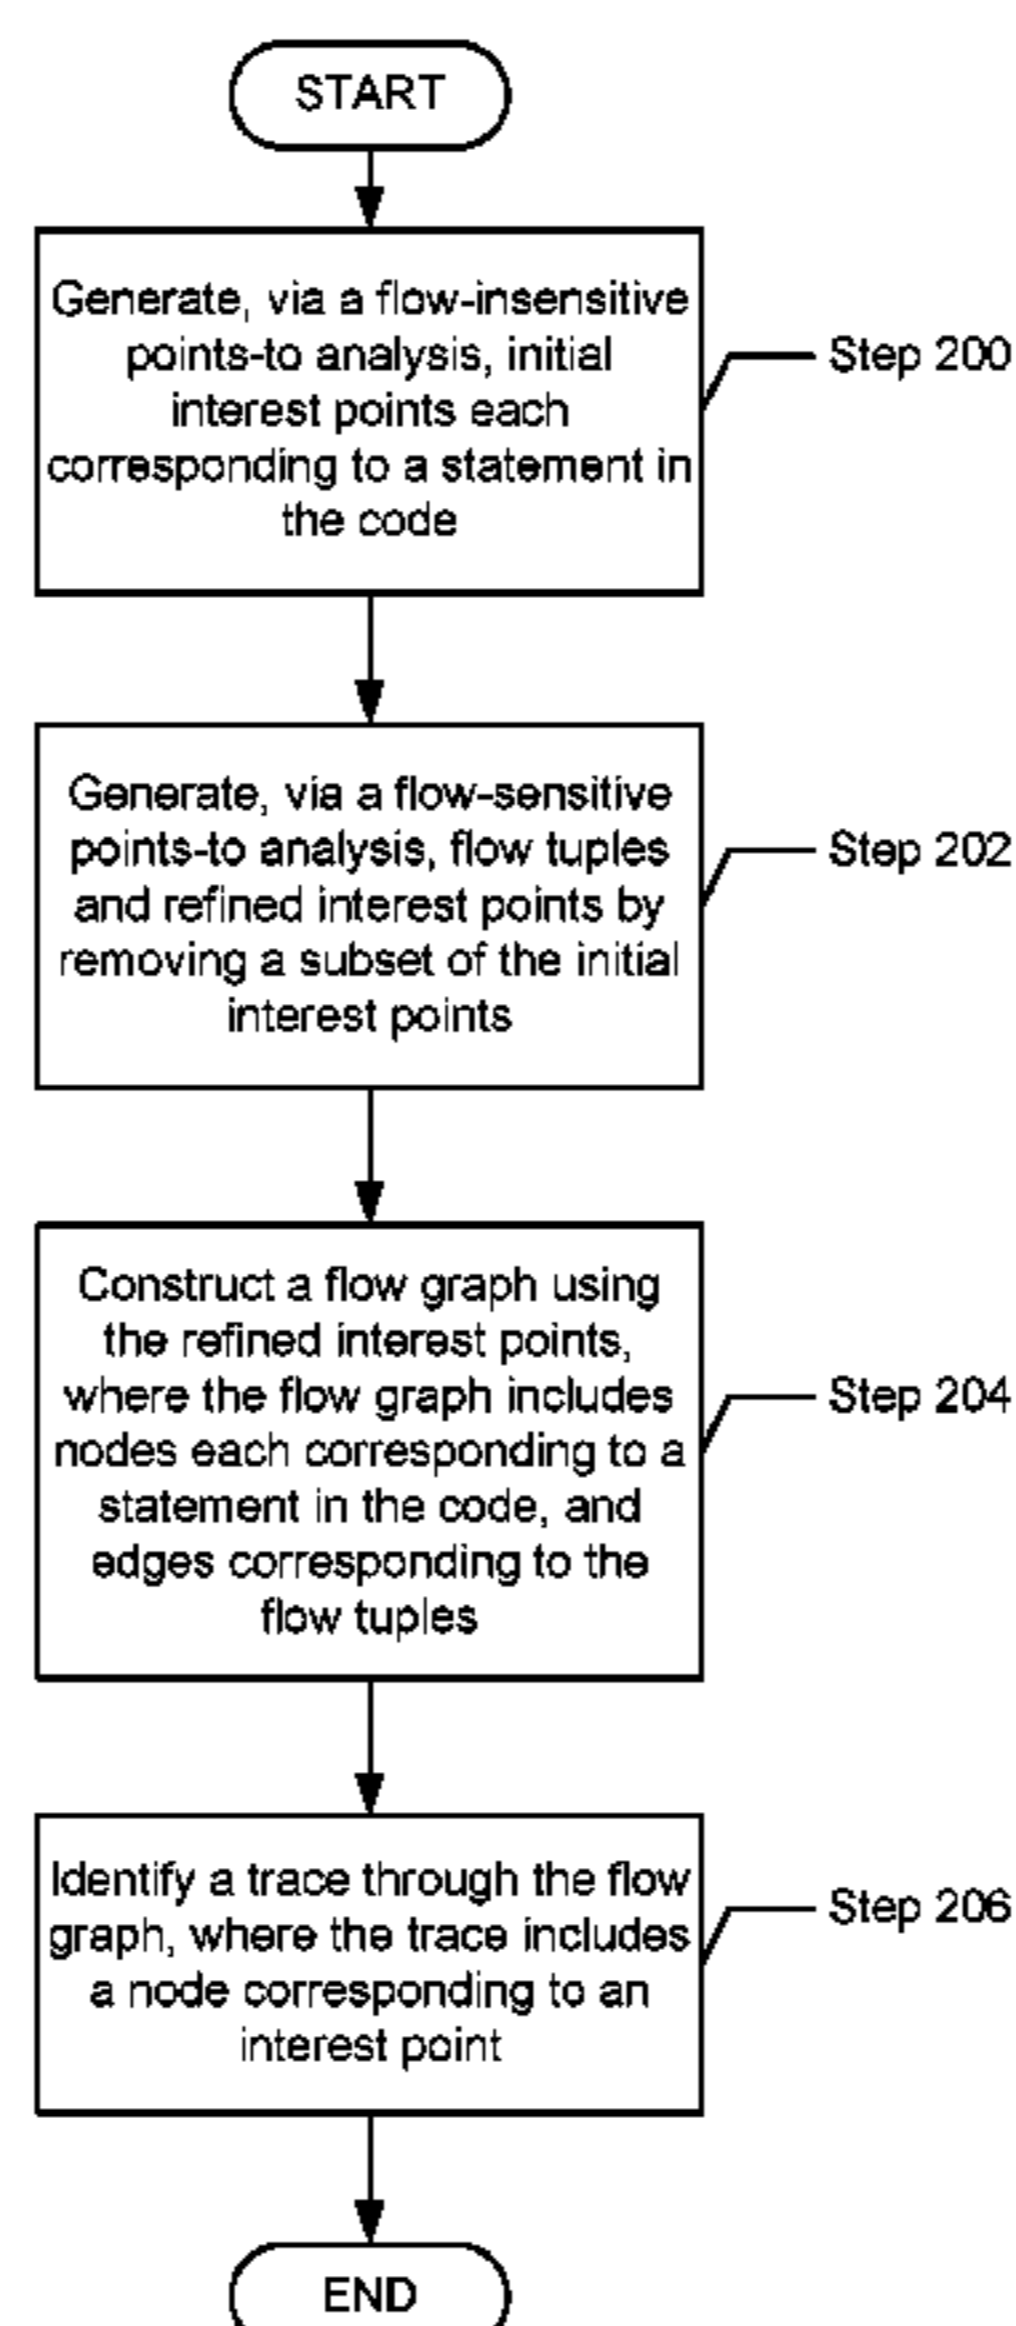 START
Generate, via a flow-insensitive
points-to analysis, initial
interest points each
corresponding to a statement in
the code
Step 200
Generate, via a flow-sensitive
points-to analysis, flow tuples
and refined interest points by
removing a subset of the initial
interest points
Step 202
Construct a flow graph using
the refined interest points,
where the flow graph includes
nodes each corresponding to a
statement in the code, and
edges corresponding to the
flow tuples
Step 204
Identify a trace through the flow
graph, where the trace includes
a node corresponding to an
interest point
Step 206
END